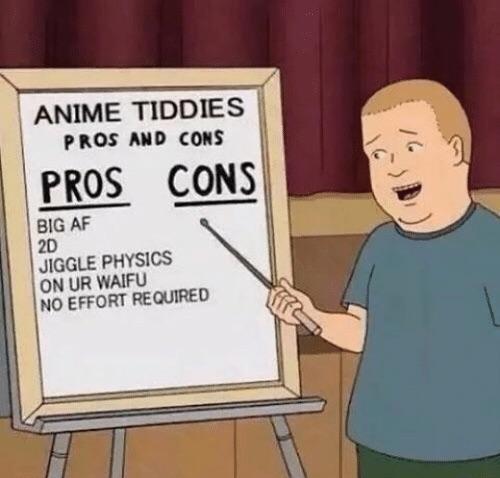 ANIME TIDDIES
PROS AND CONS
PROS CONS
BIG AF
2D
JIGGLE PHYSICS
ON UR WAIFU
NO EFFORT REQUIRED